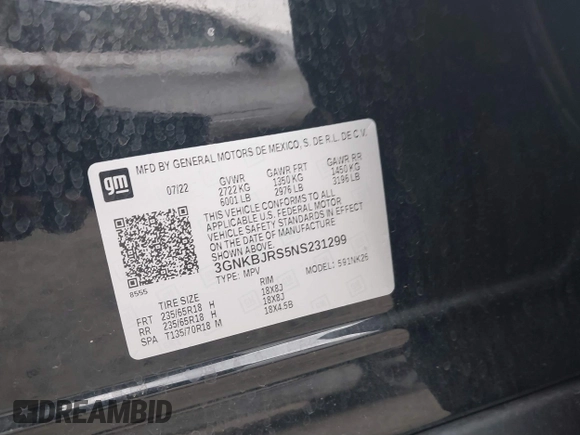 gm
MFD BY GENERAL MOTORS DE MEXICO, S. DE R.L. DE C.V.
07/22
GVWR GAWR FRT GAWR RR
2722 KG 1350 KG 1450 KG
6001 LB 2976 LB 3196 LB
THIS VEHICLE CONFORMS TO ALL
APPLICABLE U.S. FEDERAL MOTOR
VEHICLE SAFETY STANDARDS IN EFFECT
ON THE DATE OF MANUFACTURE
SHOWN ABOVE.
3GNKBJRS5NS231299
TYPE: MPV MODEL: 591NK26
8555
TIRE SIZE RIM
FRT 235/65R18 H 18X8J
RR 235/65R18 H 18X8J
SPA T135/70R18 M 18X4.5B
DREAMBID